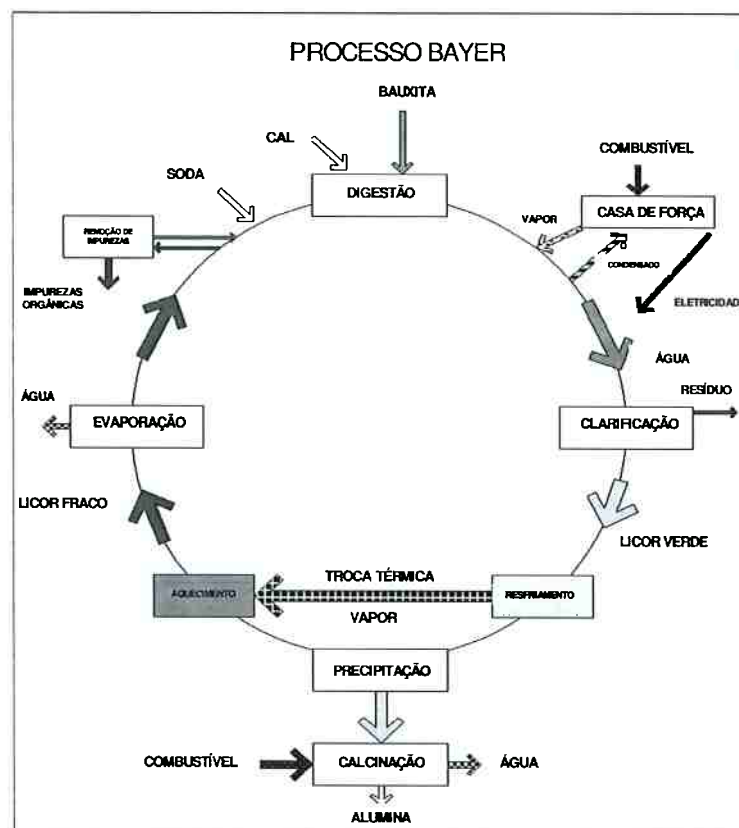 PROCESSO BAYER
BAUXITA
CAL
COMBUSTÍVEL
SODA
DIGESTÃO
VAPOR
CASA DE FORÇA
REMOÇÃO DE
IMPUREZAS
CONDENSADO
IMPUREZAS
ORGÂNICAS
ELETRICIDAD
ÁGUA
RESÍDUO
ÁGUA
EVAPORAÇÃO
CLARIFICAÇÃO
LICOR FRACO
LICOR VERDE
TROCA TÉRMICA
AQUECIMENTO
RESFRIAMENTO
VAPOR
PRECIPITAÇÃO
COMBUSTÍVEL
CALCINAÇÃO
ÁGUA
ALUMINA